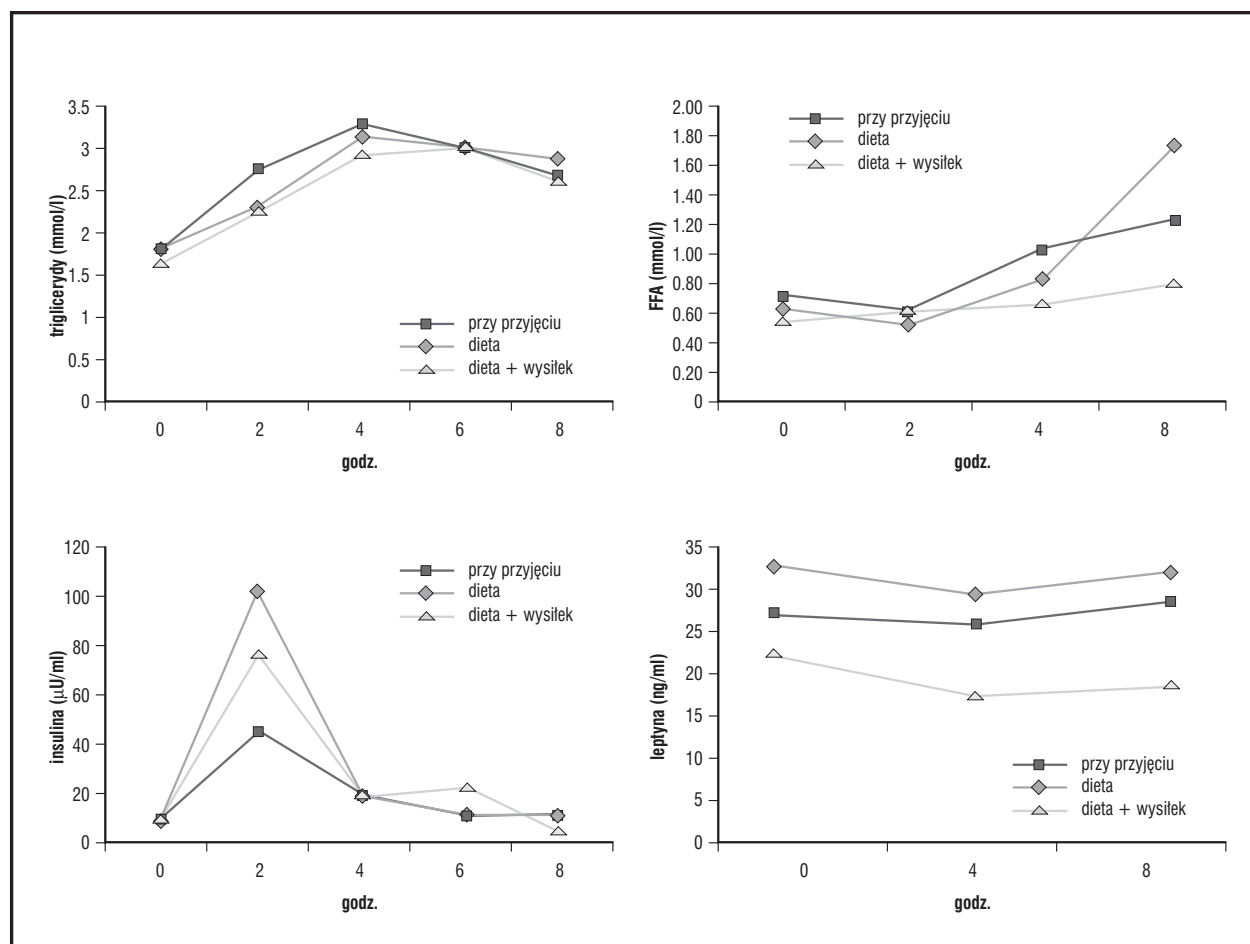 3.5
3
2.5
2
1.5
1
0.5
0
triglicerydy (mmol/l)
przy przyjęciu
dieta
dieta + wysiłek
0 2 4 6 8
godz.
2.00
1.80
1.60
1.40
1.20
1.00
0.80
0.60
0.40
0.20
0
FFA (mmol/l)
przy przyjęciu
dieta
dieta + wysiłek
0 2 4 8
godz.
120
100
80
60
40
20
0
insulina (µU/ml)
przy przyjęciu
dieta
dieta + wysiłek
0 2 4 6 8
godz.
35
30
25
20
15
10
5
0
leptyna (ng/ml)
przy przyjęciu
dieta
dieta + wysiłek
0 4 8
godz.